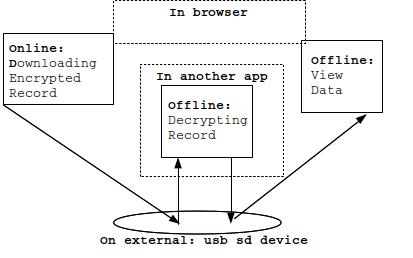 In browser
Online:
Downloading
Encrypted
Record
Offline:
View
Data
In another app
Offline:
Decrypting
Record
On external: usb sd device